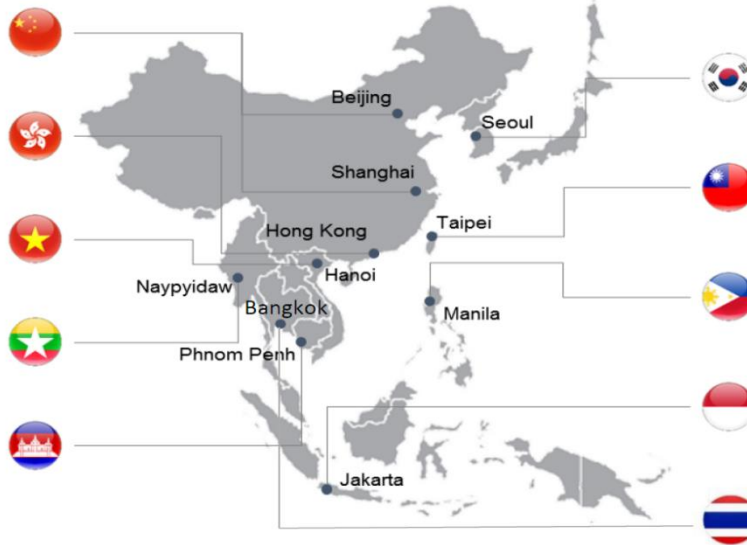 Beijing
Seoul
Shanghai
Hong Kong
Taipei
Hanoi
Naypyidaw
Bangkok
Manila
Phnom Penh
Jakarta